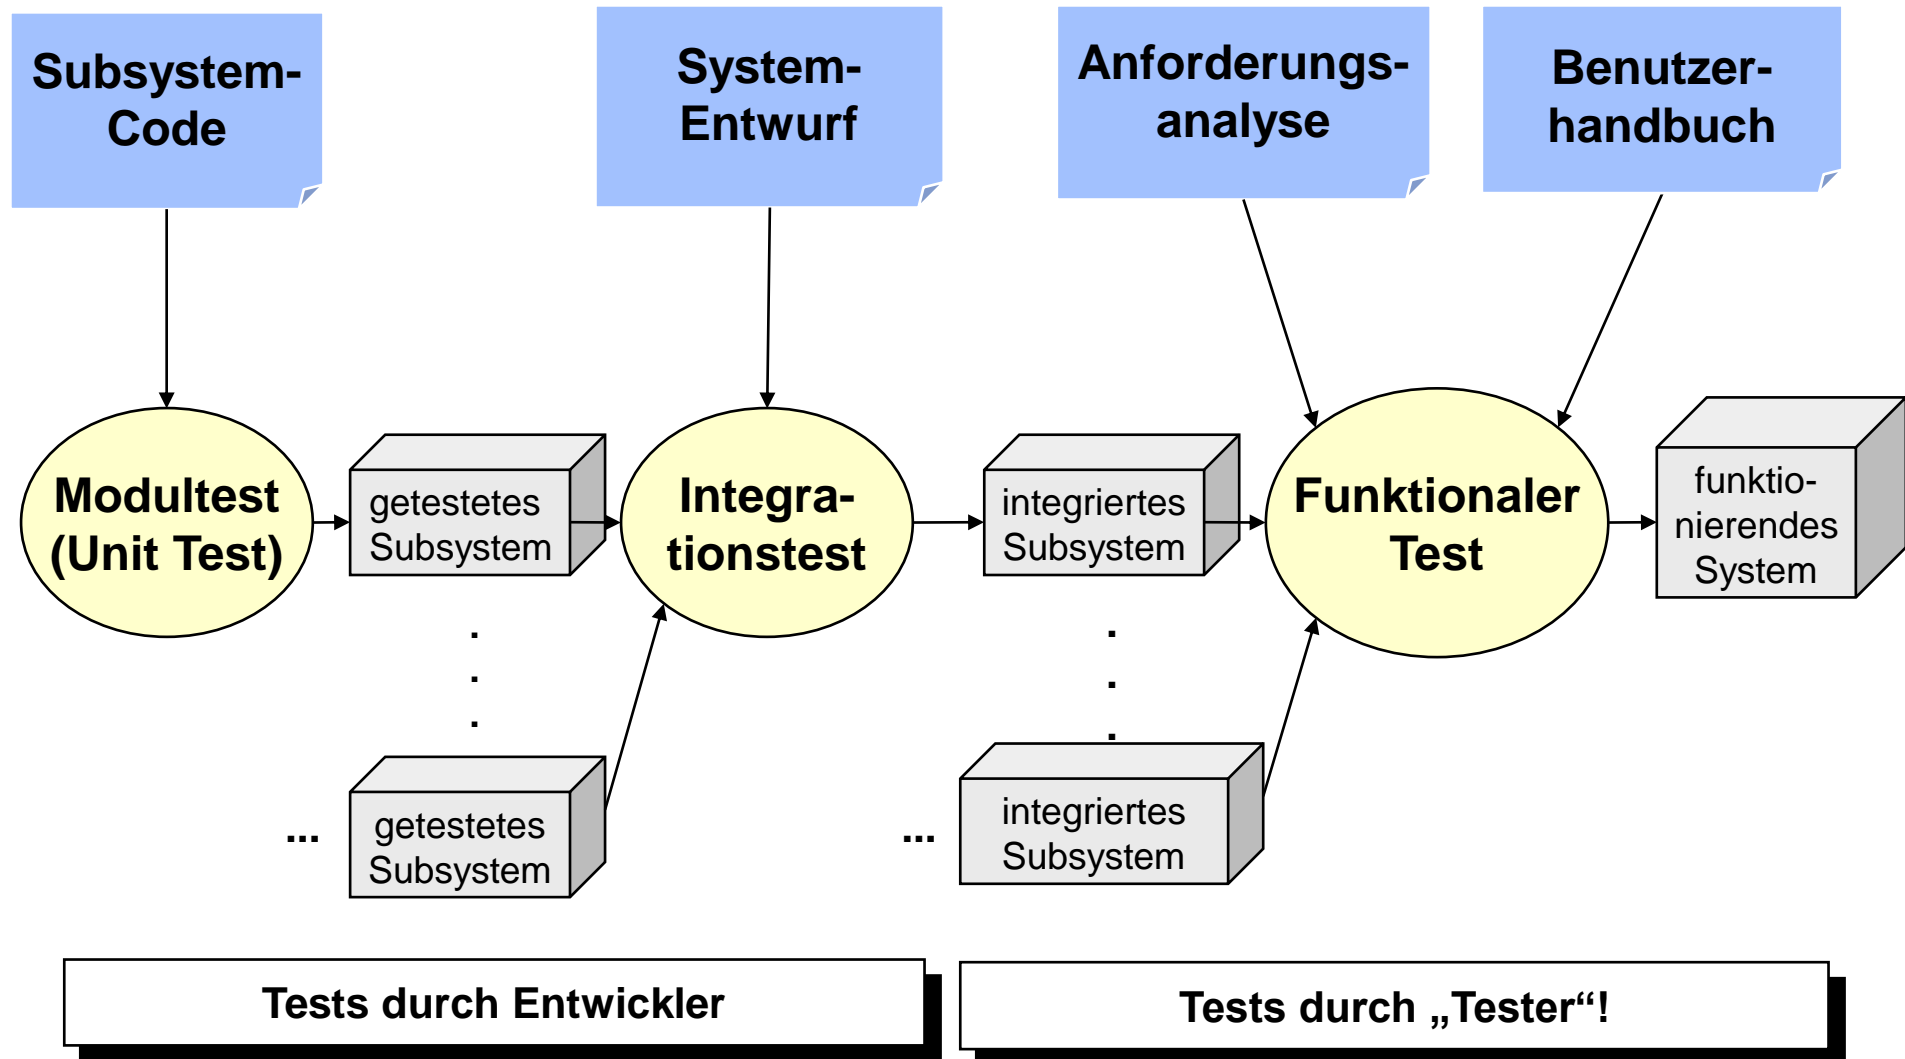 Subsystem-
Code
System-
Entwurf
Anforderungs-
analyse
Benutzer-
handbuch
Modultest
(Unit Test)
getestetes
Subsystem
Integra-
tionstest
integriertes
Subsystem
Funktionaler
Test
funktio-
nierendes
System
.
.
.
.
.
.
...
getestetes
Subsystem
...
integriertes
Subsystem
Tests durch Entwickler
Tests durch „Tester“!